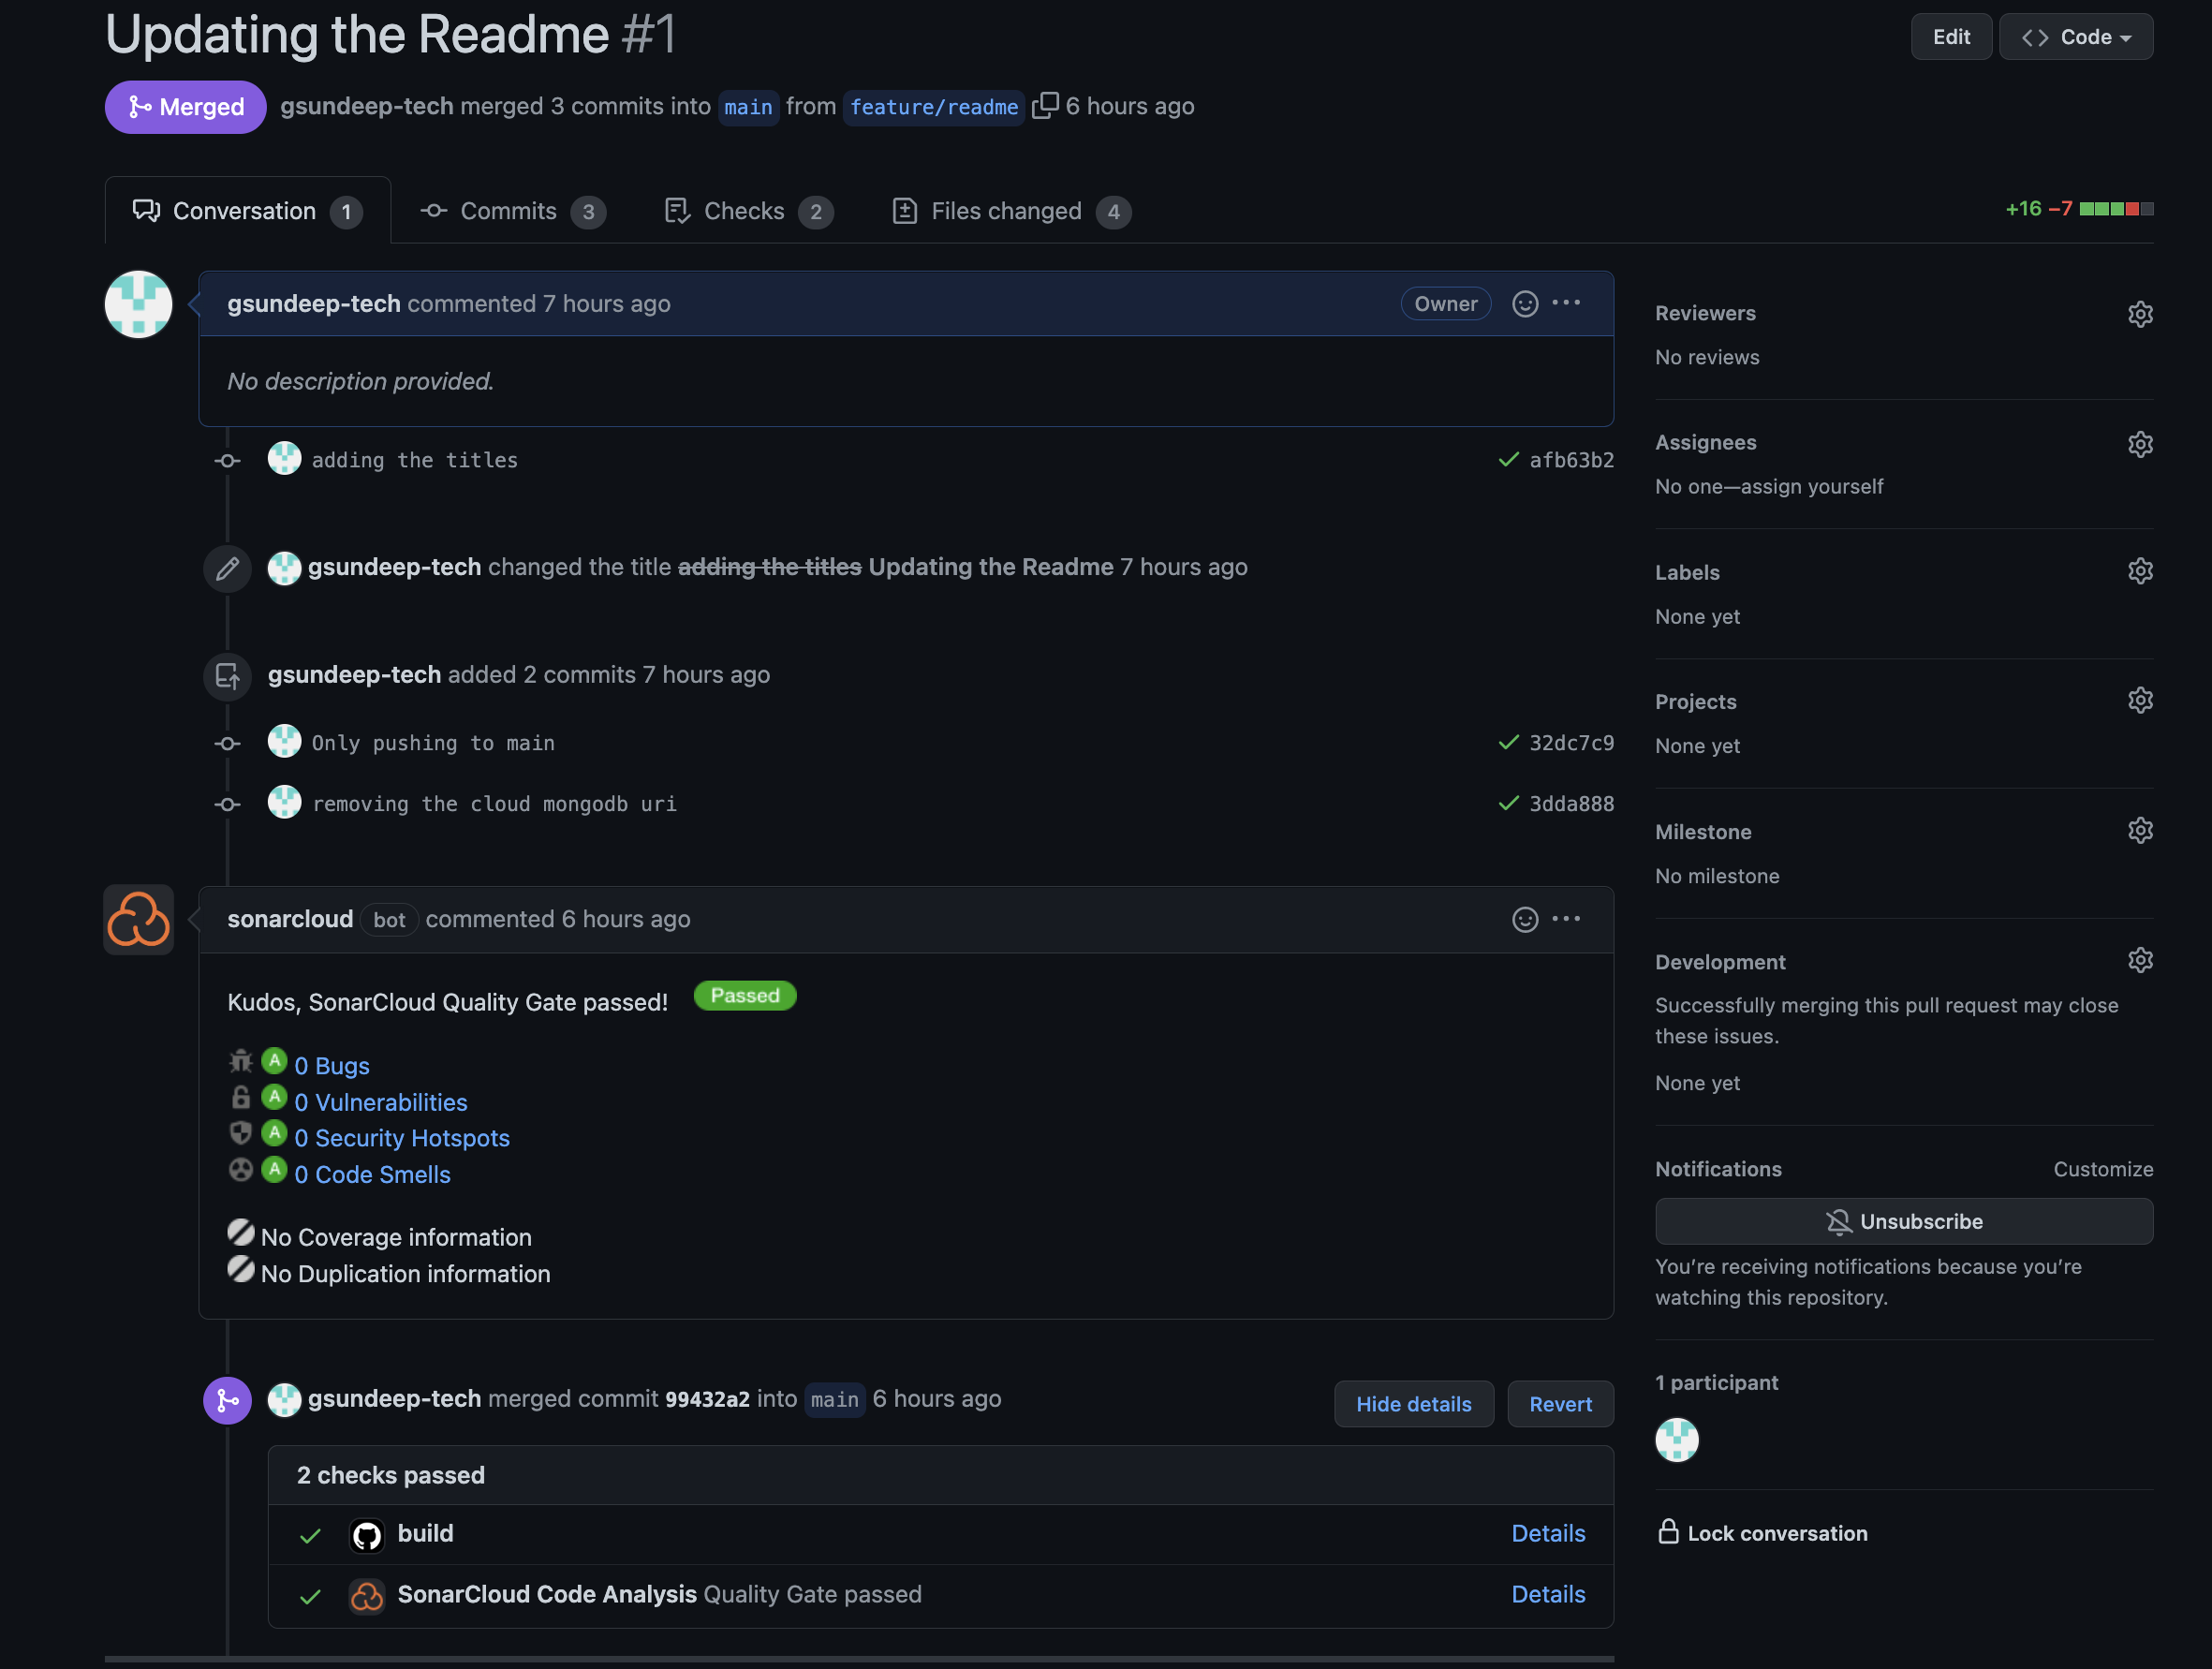 Updating the Readme #1
Edit
Code
Merged
gsundeep-tech merged 3 commits into main from feature/readme 6 hours ago
Conversation 1
Commits 3
Checks 2
Files changed 4
+16 −7
gsundeep-tech commented 7 hours ago
Owner
No description provided.
adding the titles
afb63b2
gsundeep-tech changed the title adding the titles Updating the Readme 7 hours ago
gsundeep-tech added 2 commits 7 hours ago
Only pushing to main
32dc7c9
removing the cloud mongodb uri
3dda888
sonarcloud bot commented 6 hours ago
Kudos, SonarCloud Quality Gate passed! Passed
A 0 Bugs
A 0 Vulnerabilities
A 0 Security Hotspots
A 0 Code Smells
No Coverage information
No Duplication information
gsundeep-tech merged commit 99432a2 into main 6 hours ago
Hide details
Revert
2 checks passed
build
Details
SonarCloud Code Analysis Quality Gate passed
Details
Reviewers
No reviews
Assignees
No one—assign yourself
Labels
None yet
Projects
None yet
Milestone
No milestone
Development
Successfully merging this pull request may close
these issues.
None yet
Notifications
Customize
Unsubscribe
You’re receiving notifications because you’re
watching this repository.
1 participant
Lock conversation